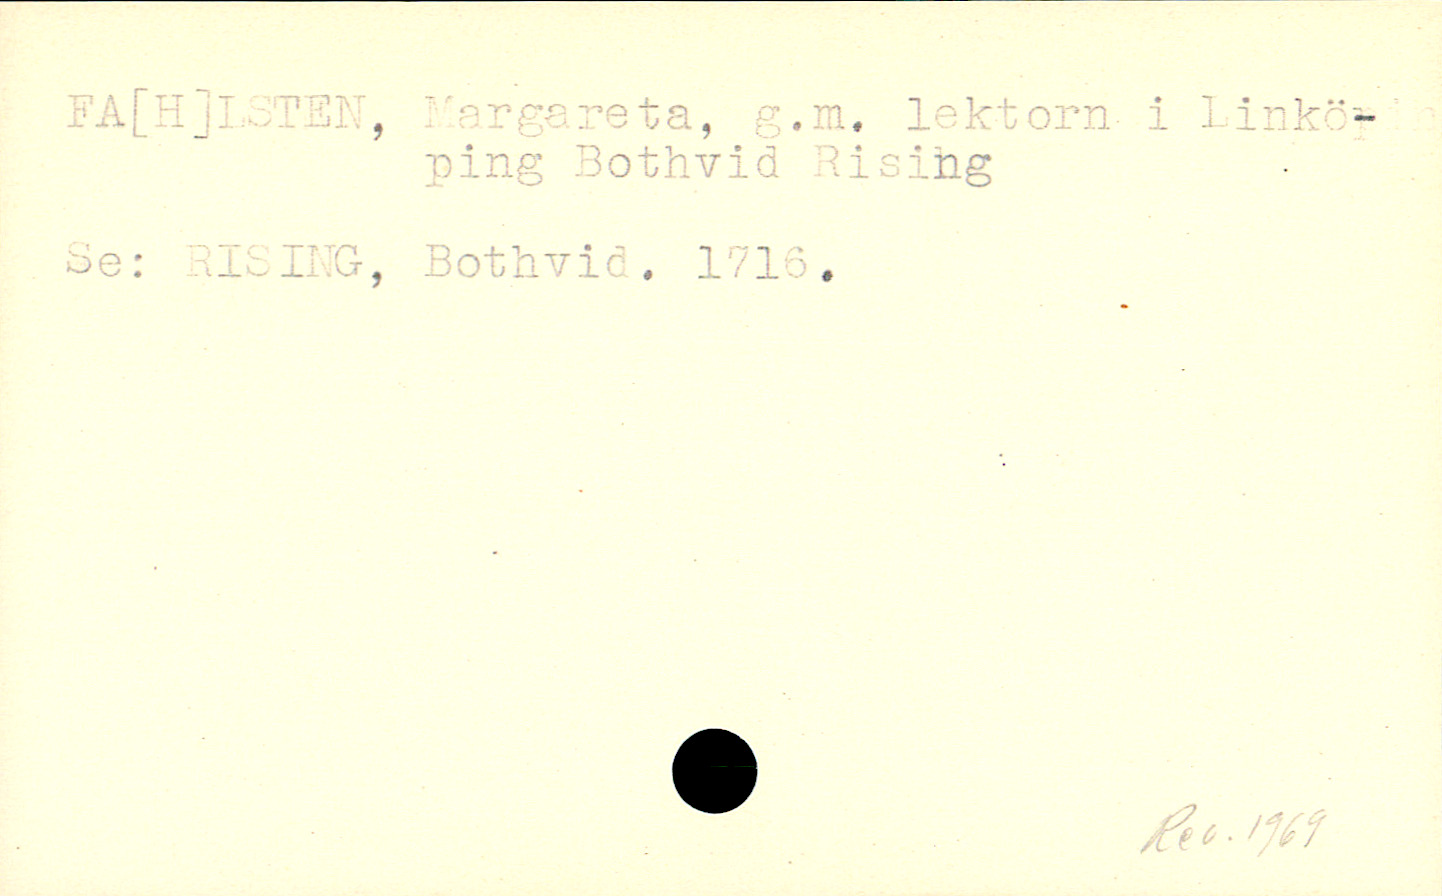 FA[H]LSTEN, Margareta, g.m. lektorn i Linkö-
ping Bothvid Rising
Se: RISING, Bothvid. 1716.
Rev. 1969